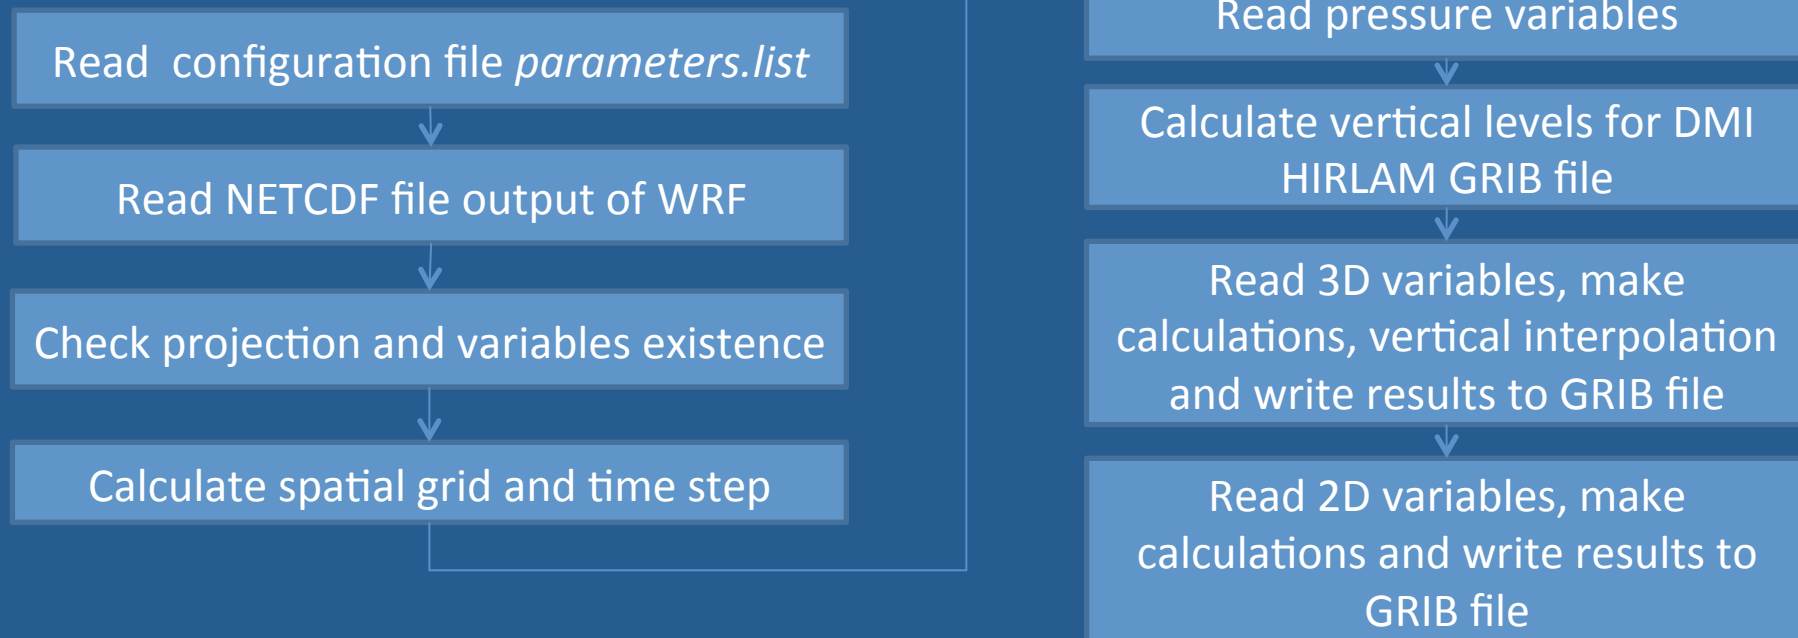 Read  configuration file parameters.list
Read NETCDF file output of WRF
Check projection and variables existence
Calculate spatial grid and time step
Read pressure variables
Calculate vertical levels for DMI
HIRLAM GRIB file
Read 3D variables, make
calculations, vertical interpolation
and write results to GRIB file
Read 2D variables, make
calculations and write results to
GRIB file